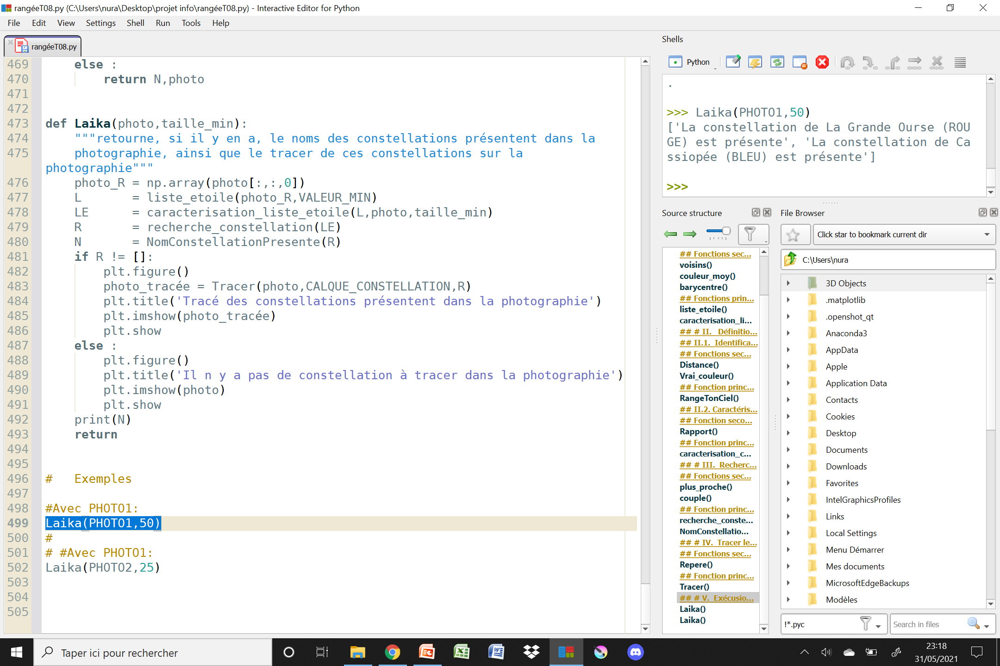 rangéeT08.py (C:\Users\nura\Desktop\projet info\rangéeT08.py) - Interactive Editor for Python
File Edit View Settings Shell Run Tools Help
rangéeT08.py
469 else :
470 return N,photo
471
472
473 def Laika(photo,taille_min):
474 """retourne, si il y en a, le noms des constellations présentent dans la
475 photographie, ainsi que le tracer de ces constellations sur la
photographie"""
476 photo_R = np.array(photo[:,:,0])
477 L = liste_etoile(photo_R,VALEUR_MIN)
478 LE = caracterisation_liste_etoile(L,photo,taille_min)
479 R = recherche_constellation(LE)
480 N = NomConstellationPresente(R)
481 if R != []:
482 plt.figure()
483 photo_tracée = Tracer(photo,CALQUE_CONSTELLATION,R)
484 plt.title('Tracé des constellations présentent dans la photographie')
485 plt.imshow(photo_tracée)
486 plt.show
487 else :
488 plt.figure()
489 plt.title('Il n y a pas de constellation à tracer dans la photographie')
490 plt.imshow(photo)
491 plt.show
492 print(N)
493 return
494
495
496 # Exemples
497
498 #Avec PHOTO1:
499 Laika(PHOTO1,50)
500 #
501 # #Avec PHOTO1:
502 Laika(PHOTO2,25)
503
504
505
Shells
Python
.
>>> Laika(PHOTO1,50)
['La constellation de La Grande Ourse (ROU
GE) est présente', 'La constellation de Ca
ssiopée (BLEU) est présente']
>>>
Source structure
## Fonctions sec...
voisins()
couleur_moy()
barycentre()
## Fonctions prin...
liste_etoile()
caracterisation_li...
## # II. Définitio...
## II.1. Identifica...
## Fonctions sec...
Distance()
Vrai_couleur()
## Fonction princ...
RangeTonCiel()
## II.2. Caractéris...
## Fonction seco...
Rapport()
## Fonction princ...
caracterisation_c...
## # III. Recherc...
## Fonctions sec...
plus_proche()
couple()
## Fonction princ...
recherche_conste...
NomConstellatio...
## # IV. Tracer le...
## Fonctions sec...
Repere()
## Fonction princ...
Tracer()
## # V. Exécusio...
Laika()
Laika()
File Browser
Click star to bookmark current dir
C:\Users\nura
3D Objects
.matplotlib
.openshot_qt
Anaconda3
AppData
Apple
Application Data
Contacts
Cookies
Desktop
Documents
Downloads
Favorites
IntelGraphicsProfiles
Links
Local Settings
Menu Démarrer
Mes documents
MicrosoftEdgeBackups
Modèles
!*.pyc
Search in files
Taper ici pour rechercher
23:18
31/05/2021